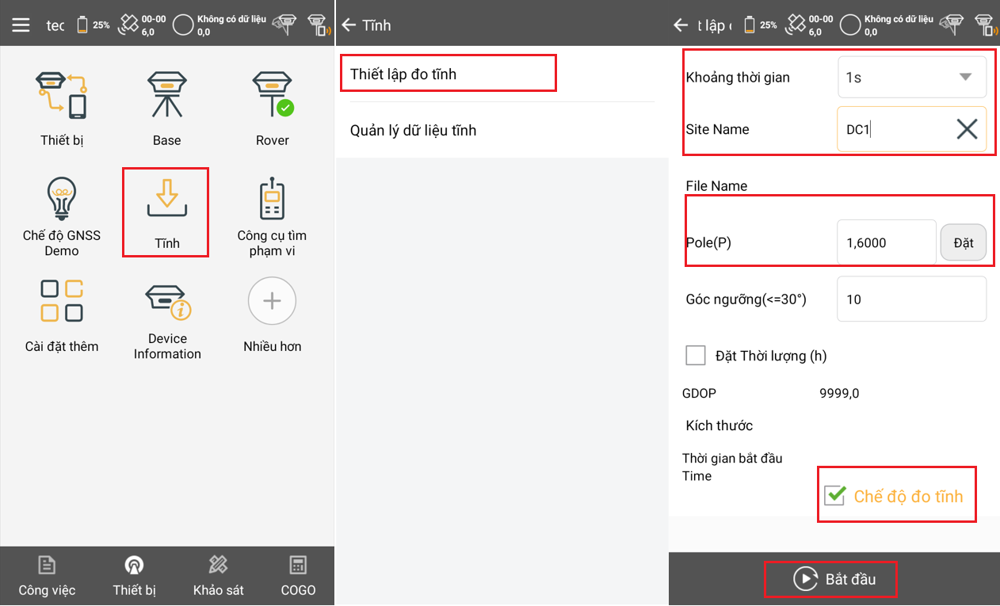 tec
25%
00-00
6,0
Không có dữ liệu
0,0
Thiết bị
Base
Rover
Chế độ GNSS
Demo
Tĩnh
Công cụ tìm
phạm vi
Cài đặt thêm
Device
Information
Nhiều hơn
Công việc
Thiết bị
Khảo sát
COGO
Tĩnh
Thiết lập đo tĩnh
Quản lý dữ liệu tĩnh
t lập
25%
00-00
6,0
Không có dữ liệu
0,0
Khoảng thời gian
1s
Site Name
DC1
File Name
Pole(P)
1,6000
Đặt
Góc ngưỡng(<=30°)
10
Đặt Thời lượng (h)
GDOP
9999,0
Kích thước
Thời gian bắt đầu
Time
Chế độ đo tĩnh
Bắt đầu